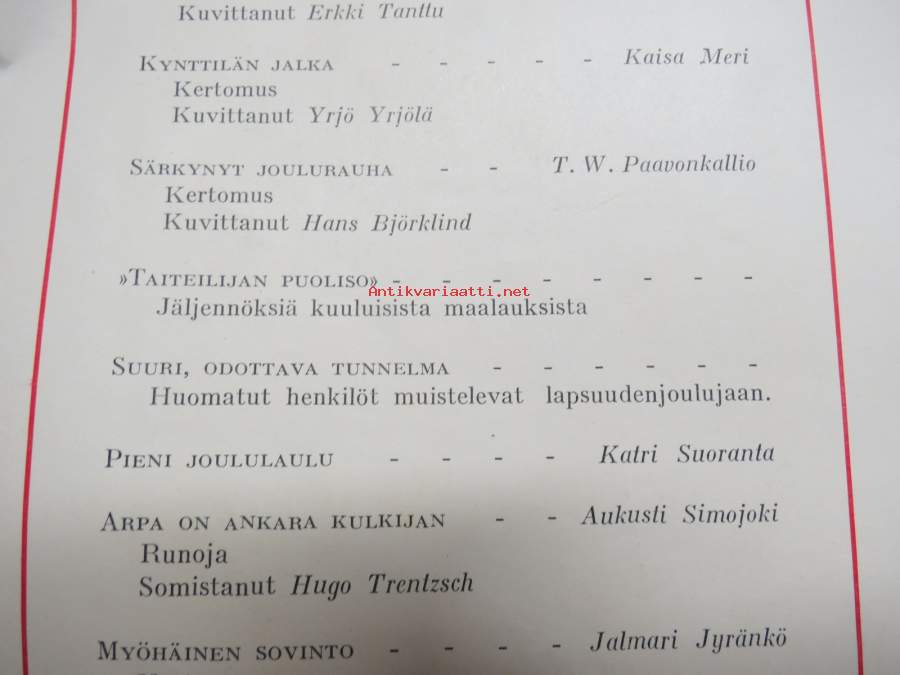 Kuvittanut Erkki Tanttu
KYNTTILÄN JALKA - - - - - Kaisa Meri
Kertomus
Kuvittanut Yrjö Yrjölä
SÄRKYNYT JOULURAUHA - - T. W. Paavonkallio
Kertomus
Kuvittanut Hans Björklind
»TAITEILIJAN PUOLISO» - - - - - - - -
Antikvariaatti.net
Jäljennöksiä kuuluisista maalauksista
SUURI, ODOTTAVA TUNNELMA - - - - - -
Huomatut henkilöt muistelevat lapsuudenjoulujaan.
PIENI JOULULAULU - - - - Katri Suoranta
ARPA ON ANKARA KULKIJAN - - Aukusti Simojoki
Runoja
Somistanut Hugo Trentzsch
MYÖHÄINEN SOVINTO - - - - Jalmari Jyränkö